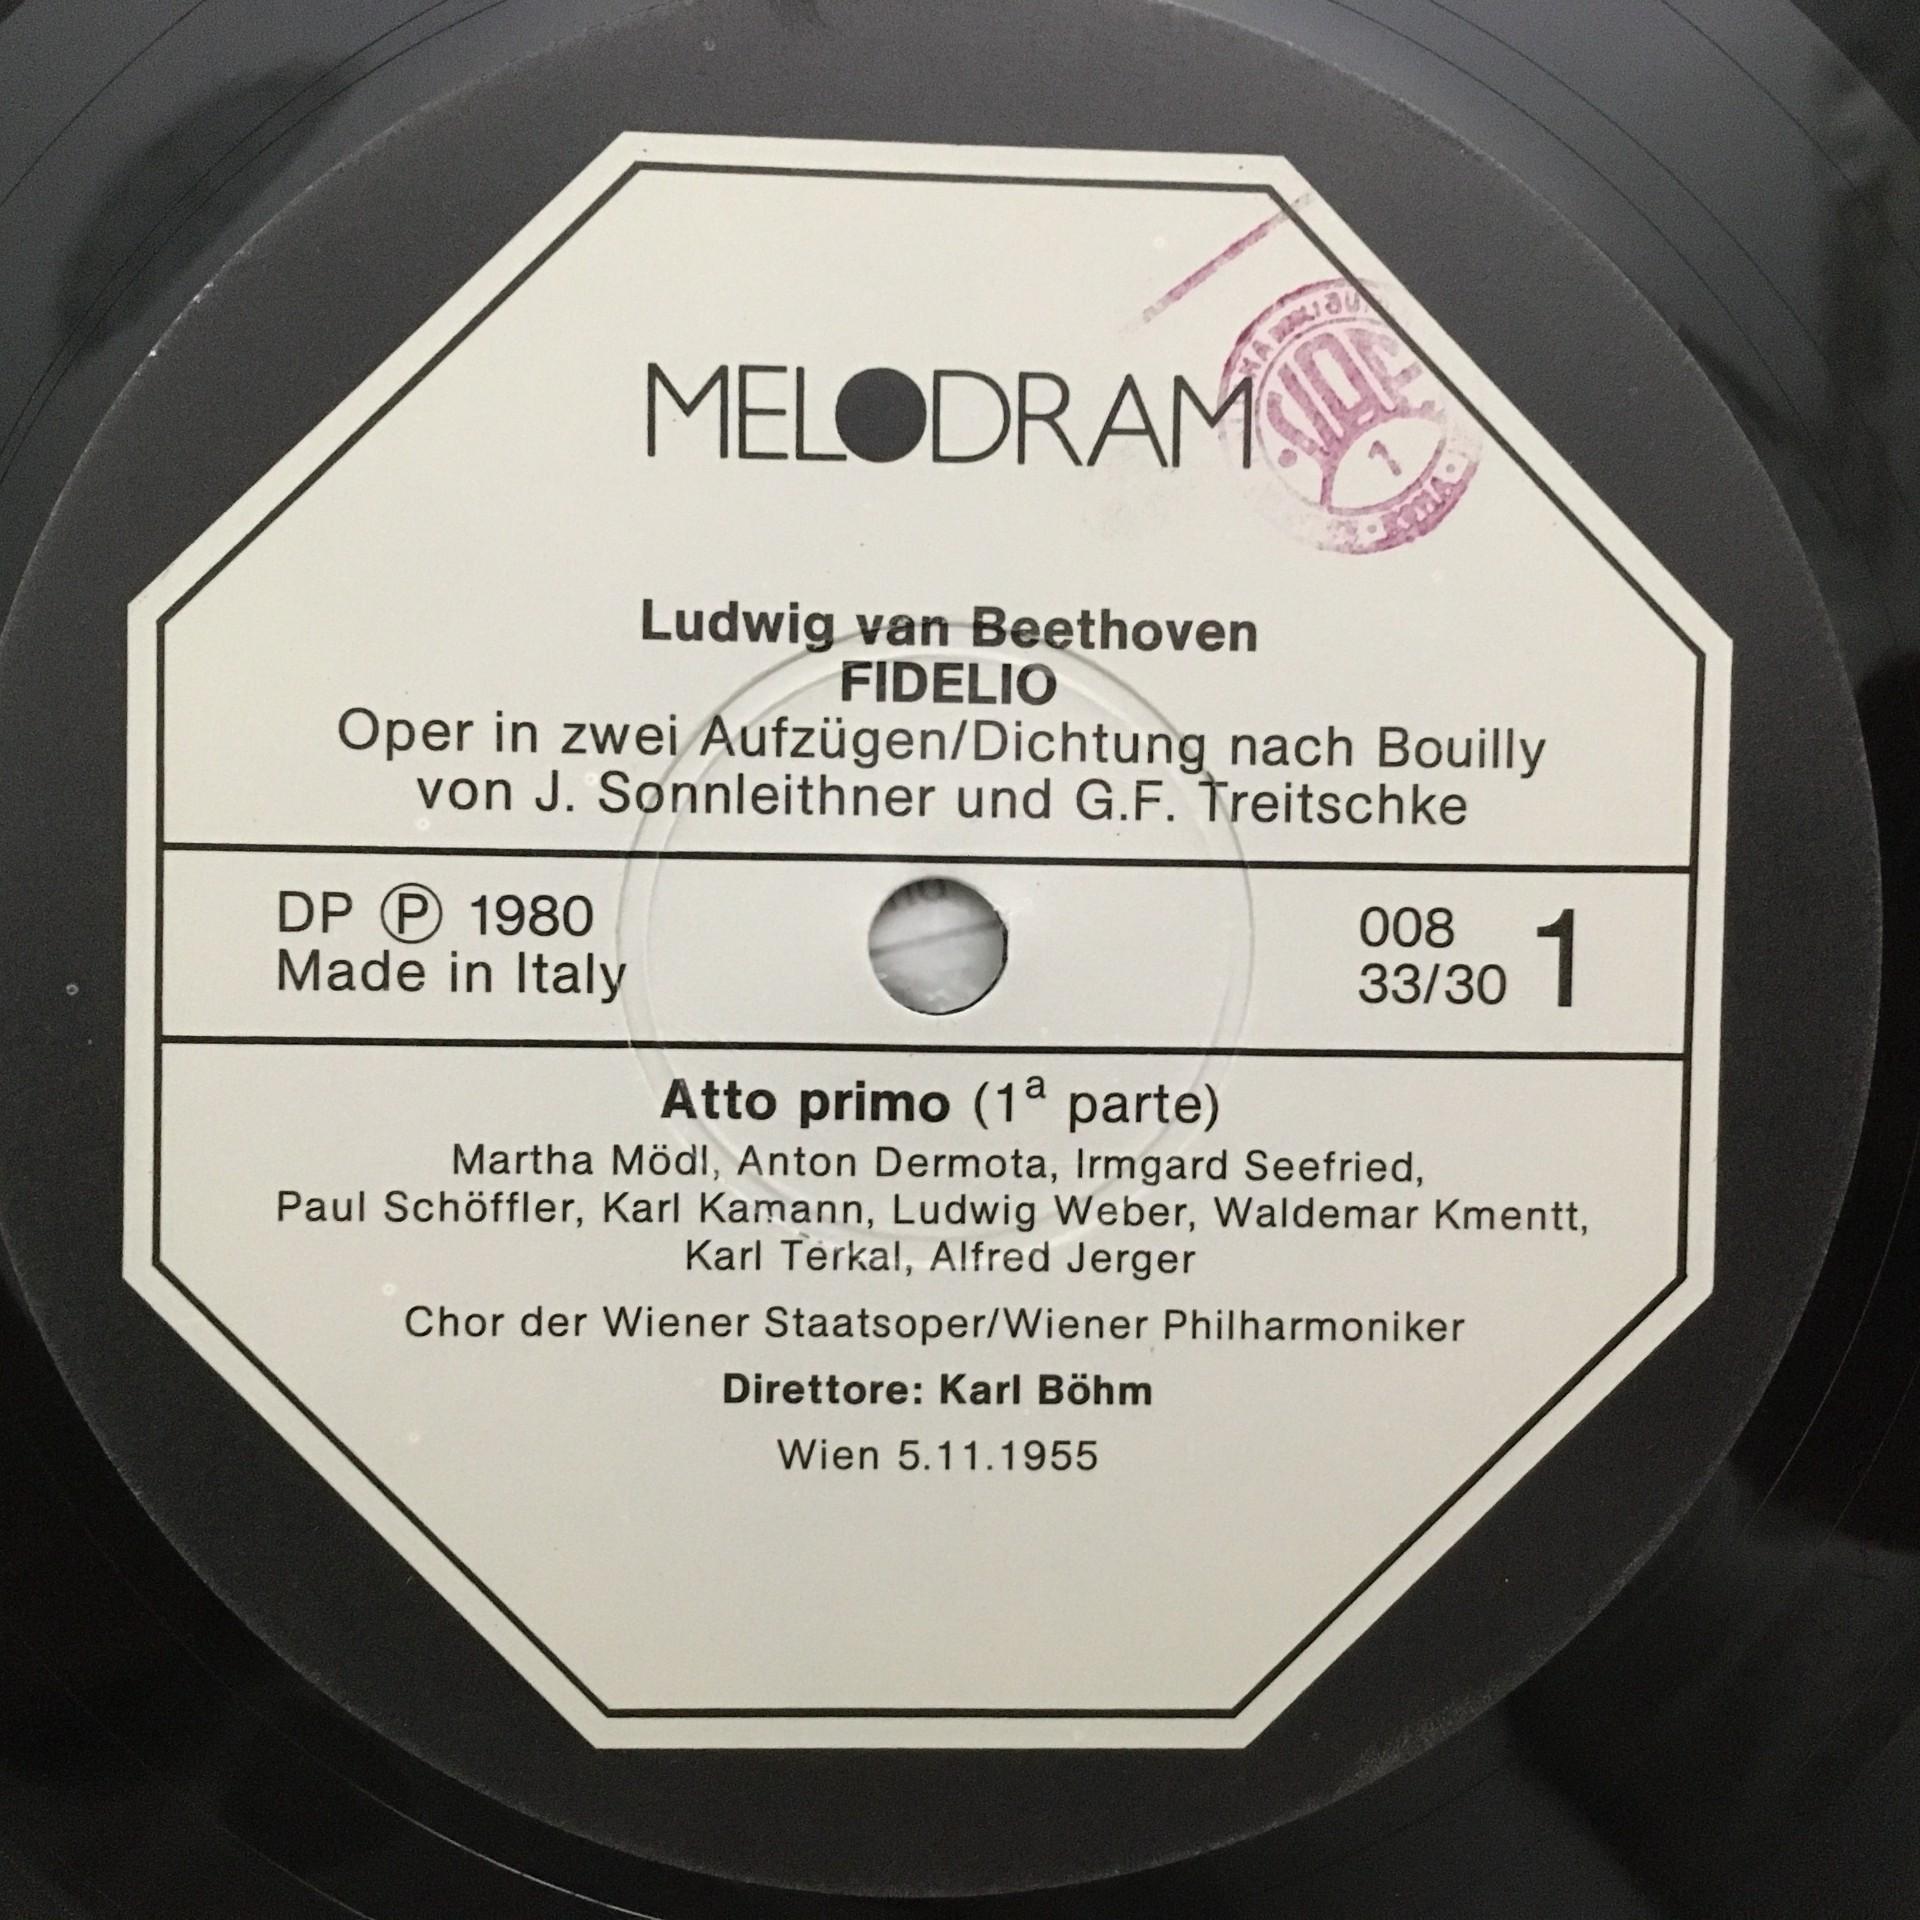 MELODRAM
SIAE
1
Ludwig van Beethoven
FIDELIO
Oper in zwei Aufzügen/Dichtung nach Bouilly
von J. Sonnleithner und G.F. Treitschke
DP Ⓟ 1980
Made in Italy
008
33/30
1
Atto primo (1ª parte)
Martha Mödl, Anton Dermota, Irmgard Seefried,
Paul Schöffler, Karl Kamann, Ludwig Weber, Waldemar Kmentt,
Karl Terkal, Alfred Jerger
Chor der Wiener Staatsoper/Wiener Philharmoniker
Direttore: Karl Böhm
Wien 5.11.1955